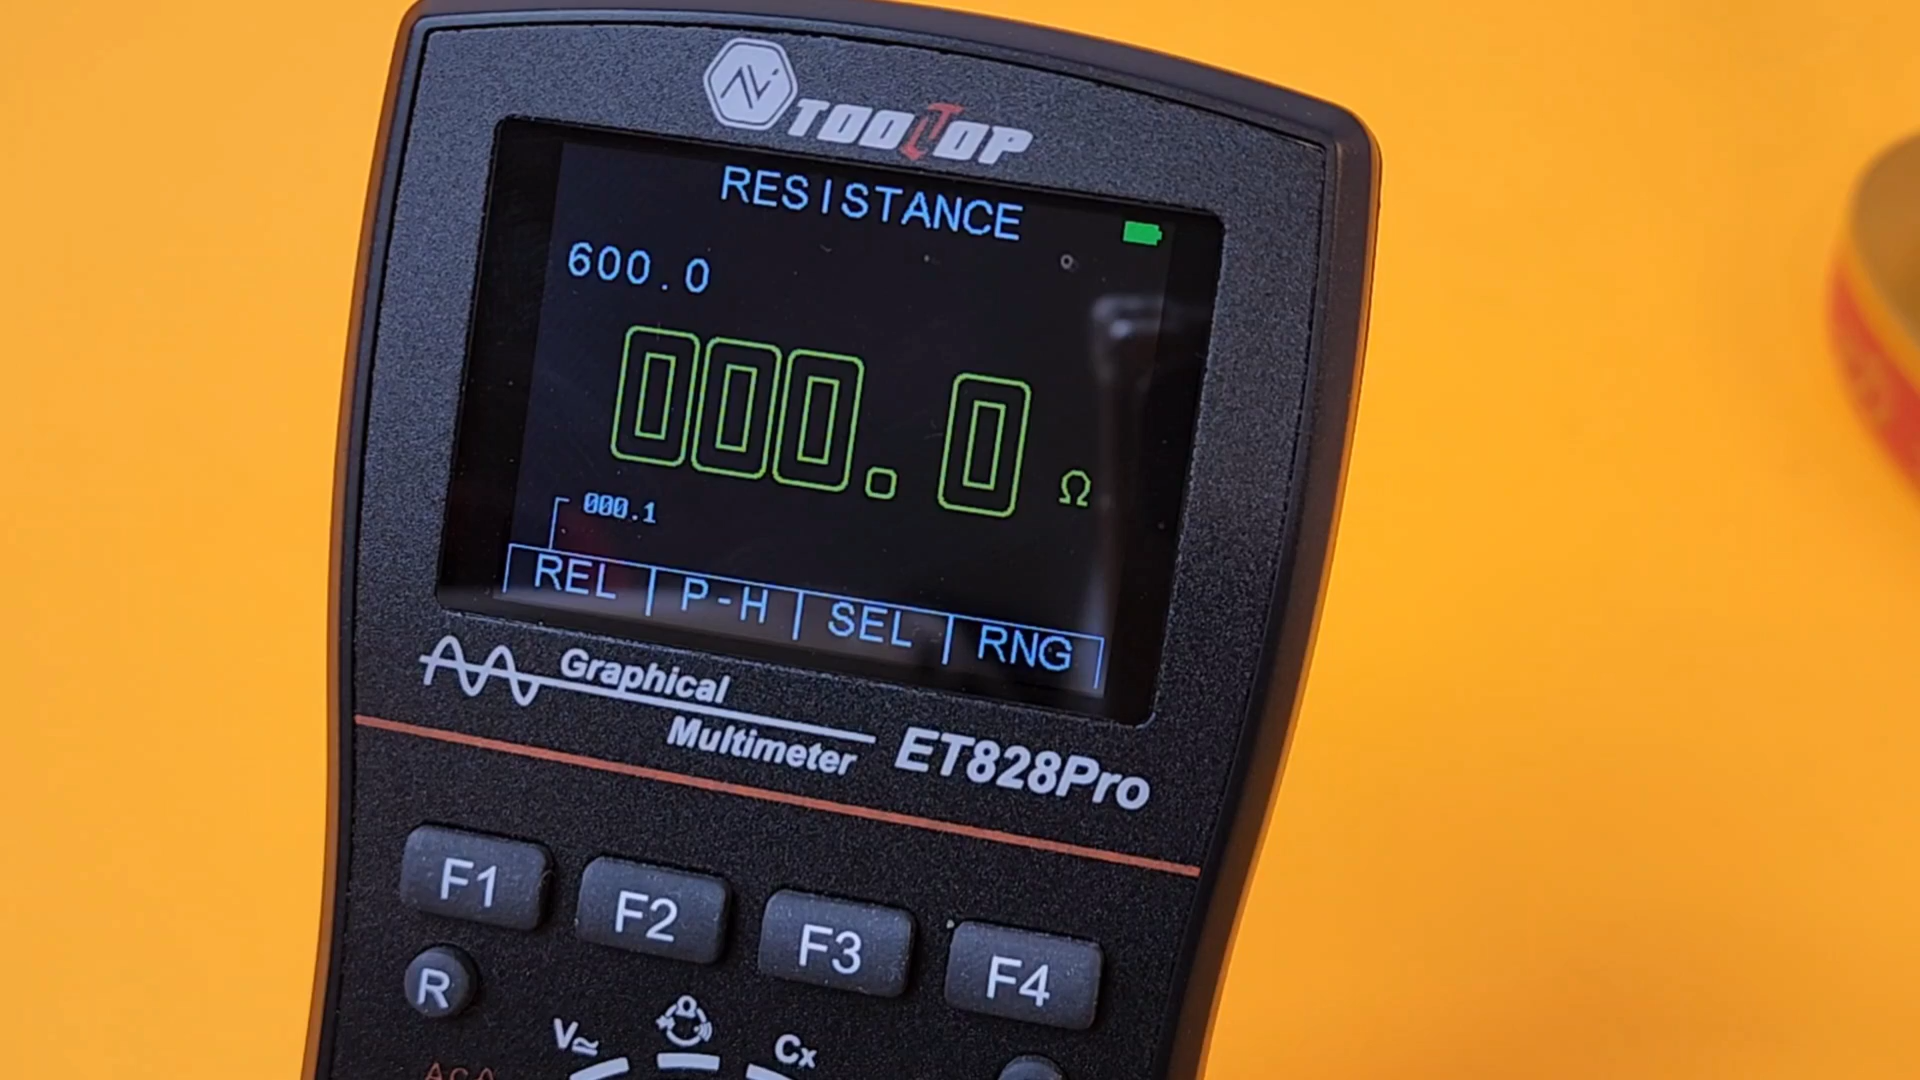 TOOLTOP
RESISTANCE
600.0
000.0 Ω
000.1
REL P-H SEL RNG
Graphical
Multimeter ET828Pro
F1 F2 F3 F4
R
V≂ Cx